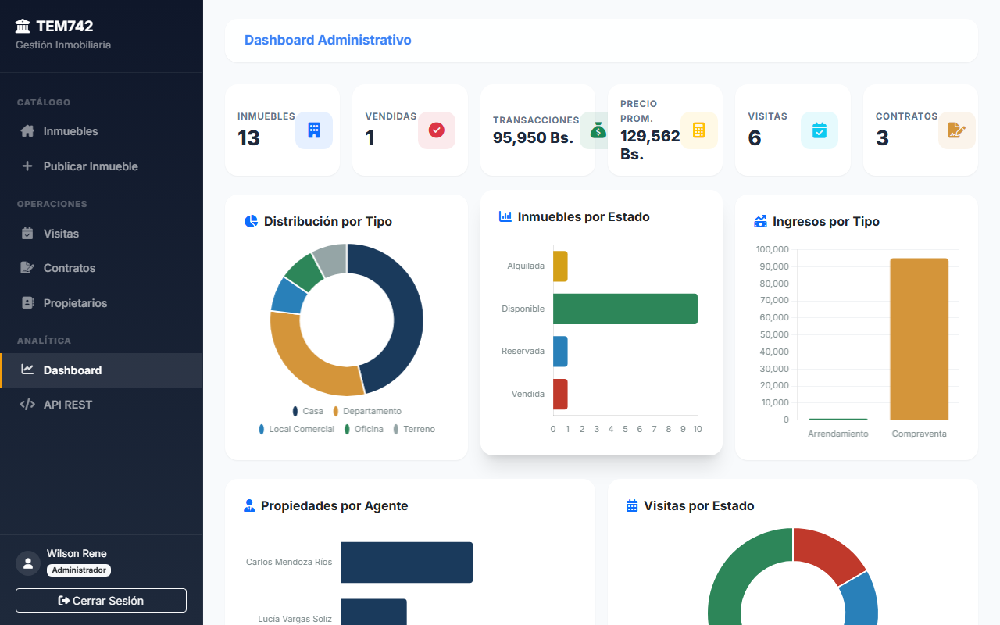 TEM742
Gestión Inmobiliaria
CATÁLOGO
Inmuebles
Publicar Inmueble
OPERACIONES
Visitas
Contratos
Propietarios
ANALÍTICA
Dashboard
API REST
Wilson Rene
Administrador
Cerrar Sesión
Dashboard Administrativo
INMUEBLES
13
VENDIDAS
1
TRANSACCIONES
95,950 Bs.
PRECIO
PROM.
129,562
Bs.
VISITAS
6
CONTRATOS
3
Distribución por Tipo
Casa Departamento
Local Comercial Oficina Terreno
Inmuebles por Estado
Alquilada
Disponible
Reservada
Vendida
0 1 2 3 4 5 6 7 8 9 10
Ingresos por Tipo
100,000
90,000
80,000
70,000
60,000
50,000
40,000
30,000
20,000
10,000
0
Arrendamiento Compraventa
Propiedades por Agente
Carlos Mendoza Ríos
Lucía Vargas Soliz
Visitas por Estado